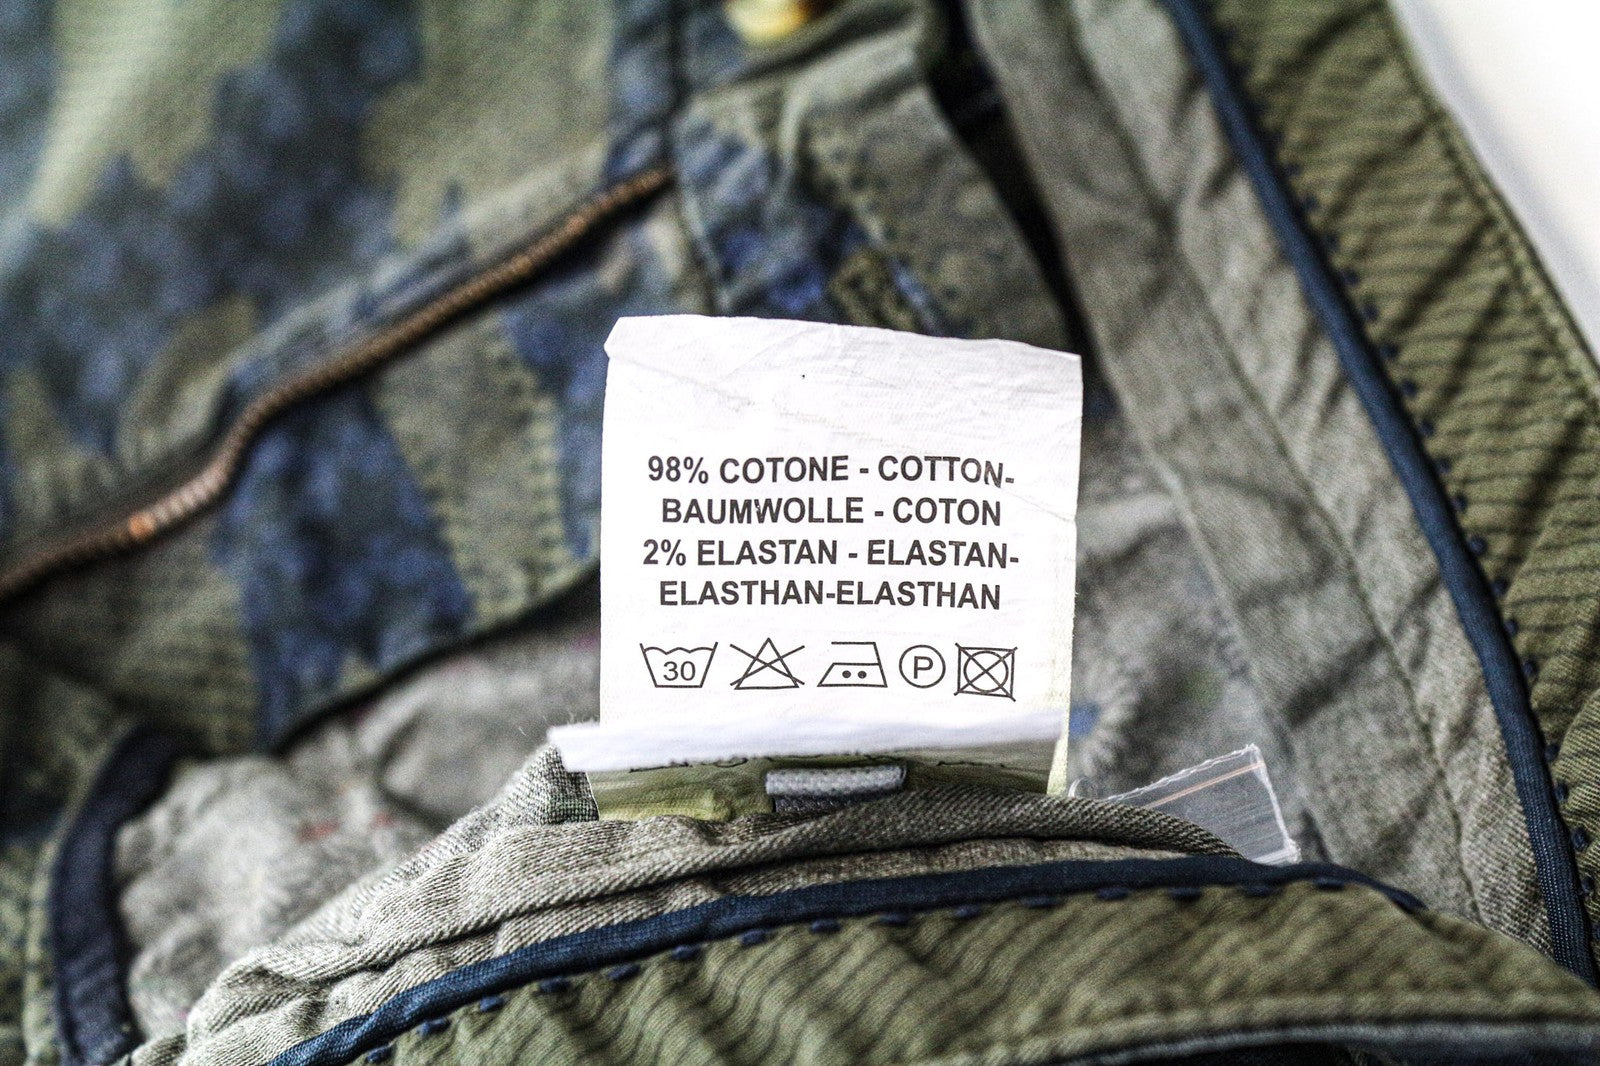 98% COTONE - COTTON-
BAUMWOLLE - COTON
2% ELASTAN - ELASTAN-
ELASTHAN-ELASTHAN
30 P